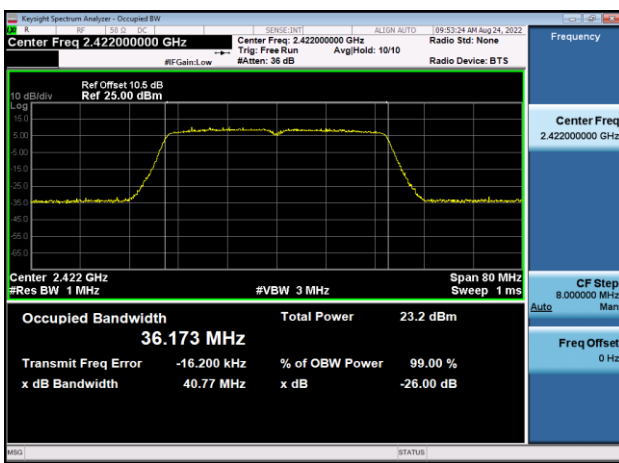 Keysight Spectrum Analyzer - Occupied BW
R RF 50 Ω DC SENSE:INT ALIGN AUTO 09:53:24 AM Aug 24, 2022
Center Freq 2.422000000 GHz
Center Freq: 2.422000000 GHz
Radio Std: None
Trig: Free Run Avg|Hold: 10/10
#IFGain:Low #Atten: 36 dB Radio Device: BTS
Ref Offset 10.5 dB
10 dB/div Ref 25.00 dBm
Log
15.0
5.00
-5.00
-15.0
-25.0
-35.0
-45.0
-55.0
-65.0
Center 2.422 GHz Span 80 MHz
#Res BW 1 MHz #VBW 3 MHz Sweep 1 ms
Occupied Bandwidth Total Power 23.2 dBm
36.173 MHz
Transmit Freq Error -16.200 kHz % of OBW Power 99.00 %
x dB Bandwidth 40.77 MHz x dB -26.00 dB
MSG STATUS
Frequency
Center Freq
2.422000000 GHz
CF Step
8.000000 MHz
Auto Man
Freq Offset
0 Hz